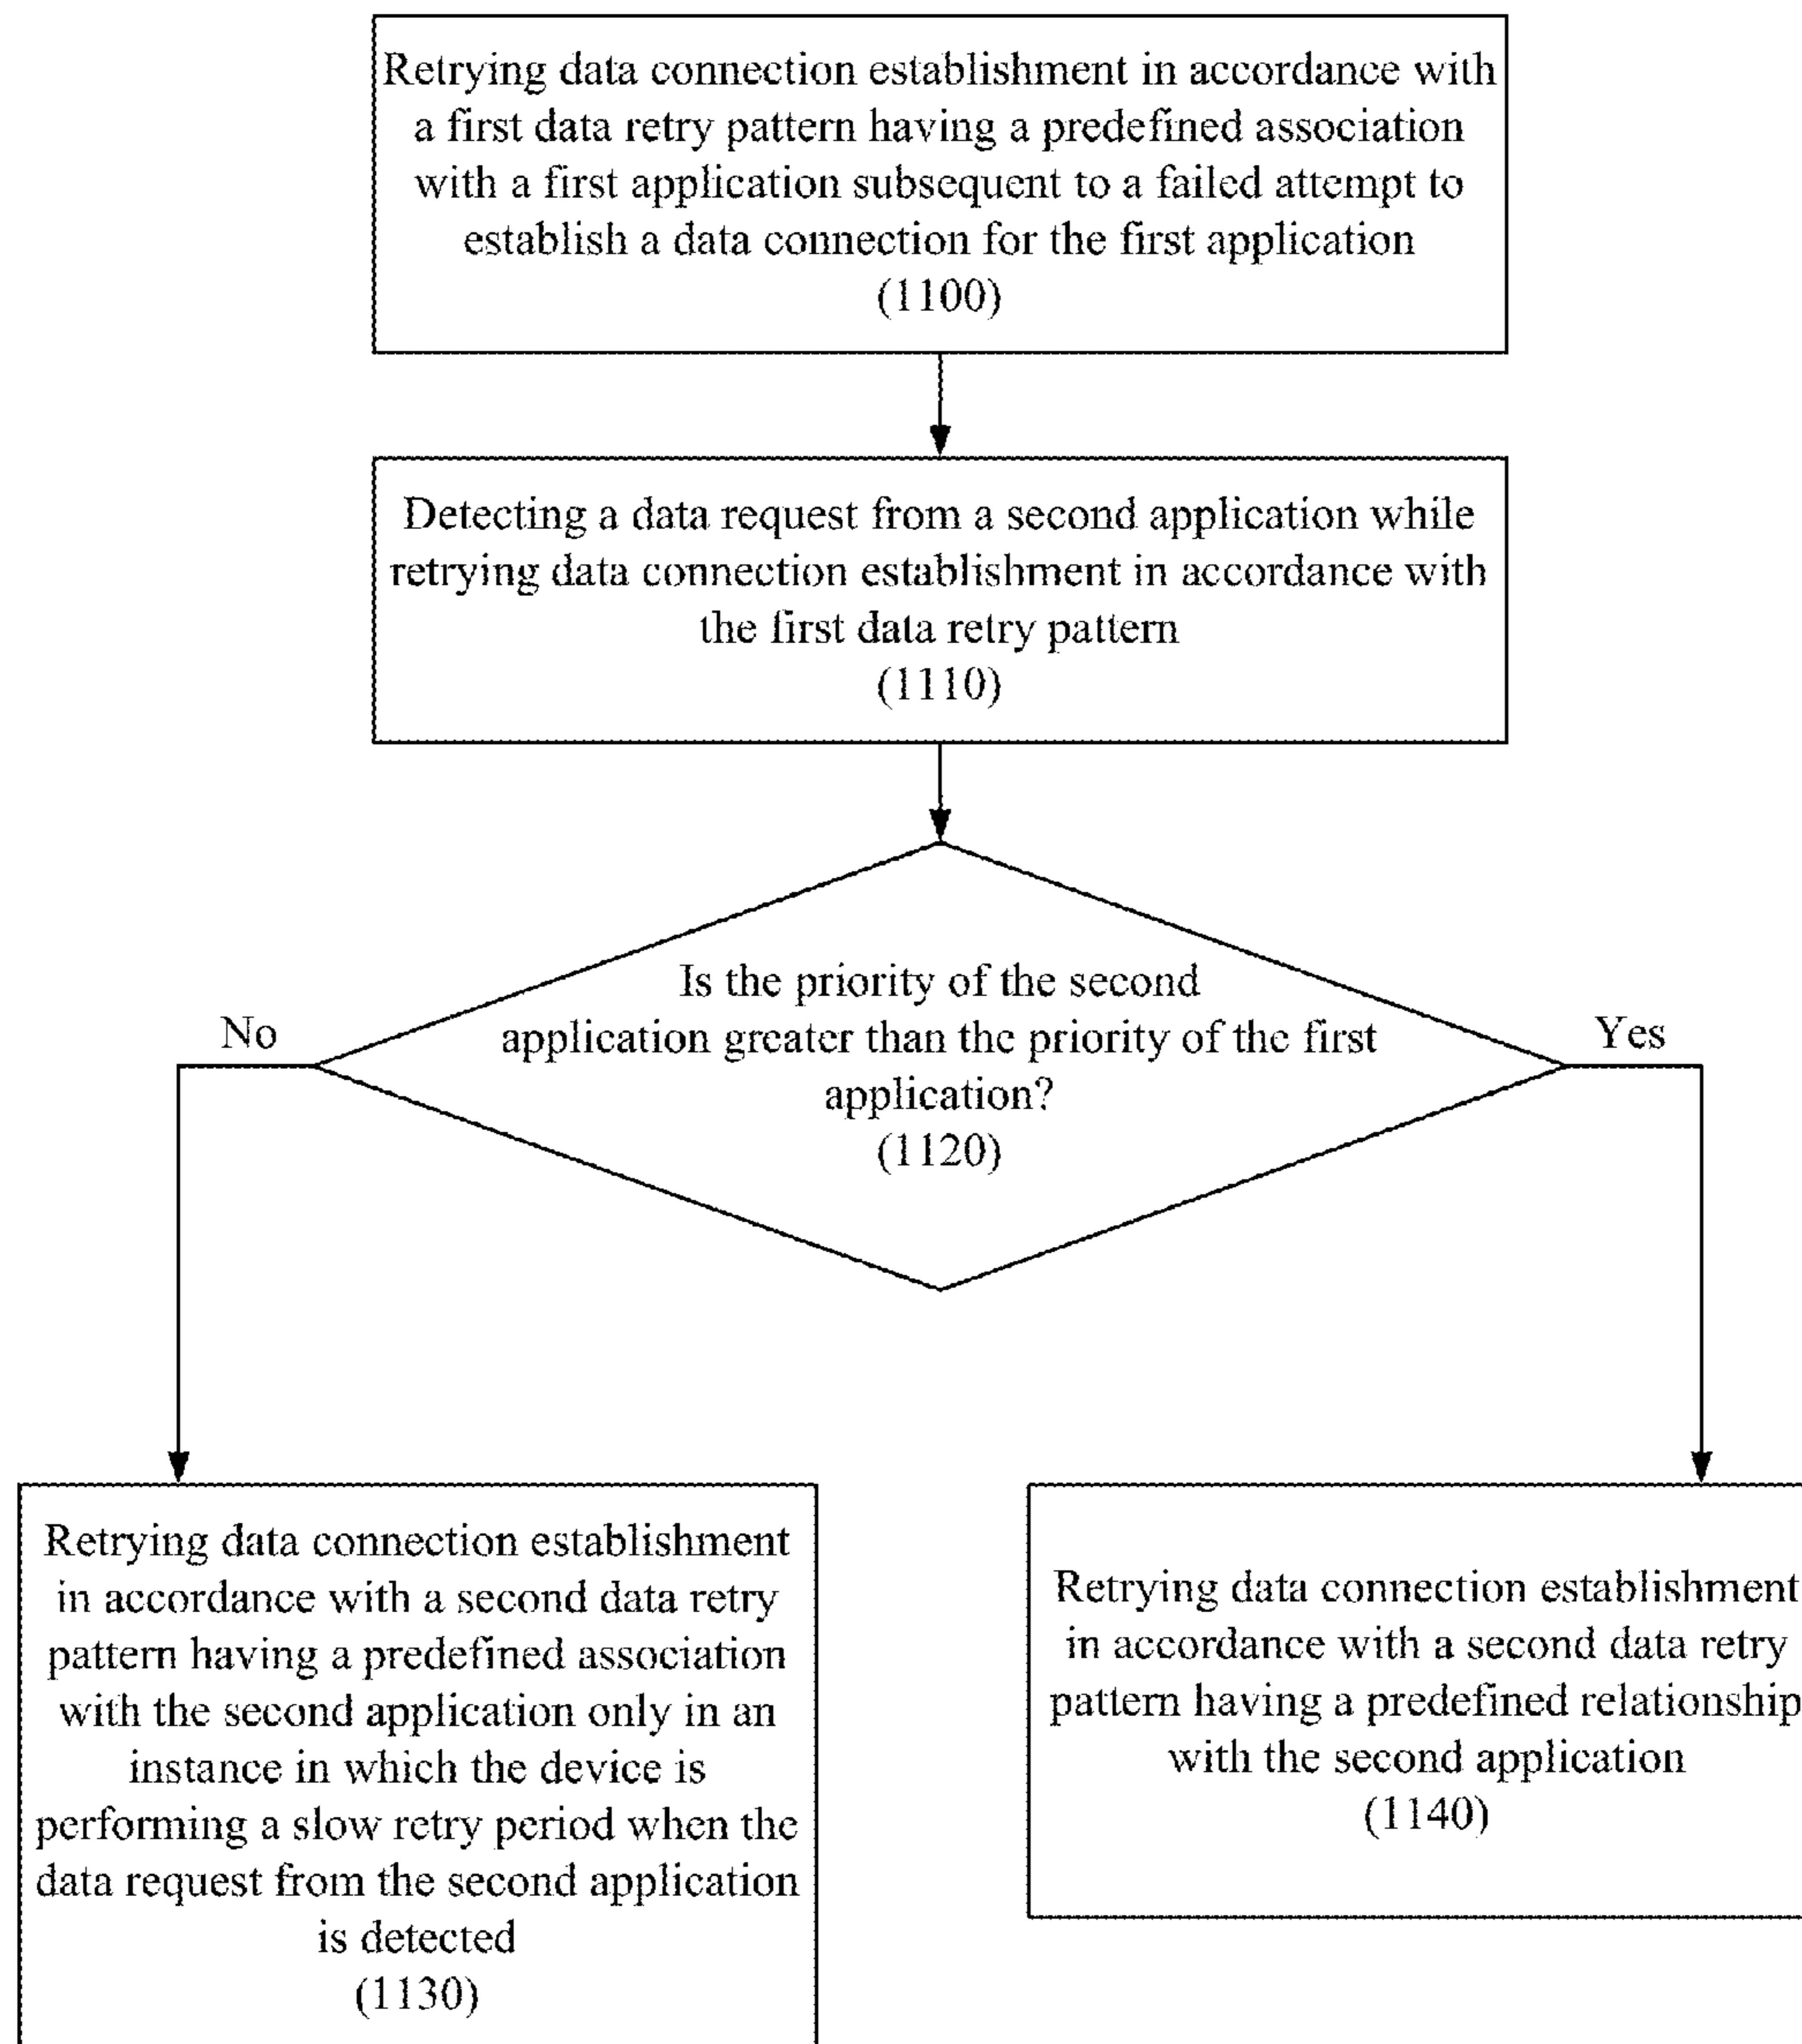 Retrying data connection establishment in accordance with
a first data retry pattern having a predefined association
with a first application subsequent to a failed attempt to
establish a data connection for the first application
(1100)
Detecting a data request from a second application while
retrying data connection establishment in accordance with
the first data retry pattern
(1110)
Is the priority of the second
application greater than the priority of the first
application?
(1120)
No
Yes
Retrying data connection establishment
in accordance with a second data retry
pattern having a predefined association
with the second application only in an
instance in which the device is
performing a slow retry period when the
data request from the second application
is detected
(1130)
Retrying data connection establishment
in accordance with a second data retry
pattern having a predefined relationship
with the second application
(1140)